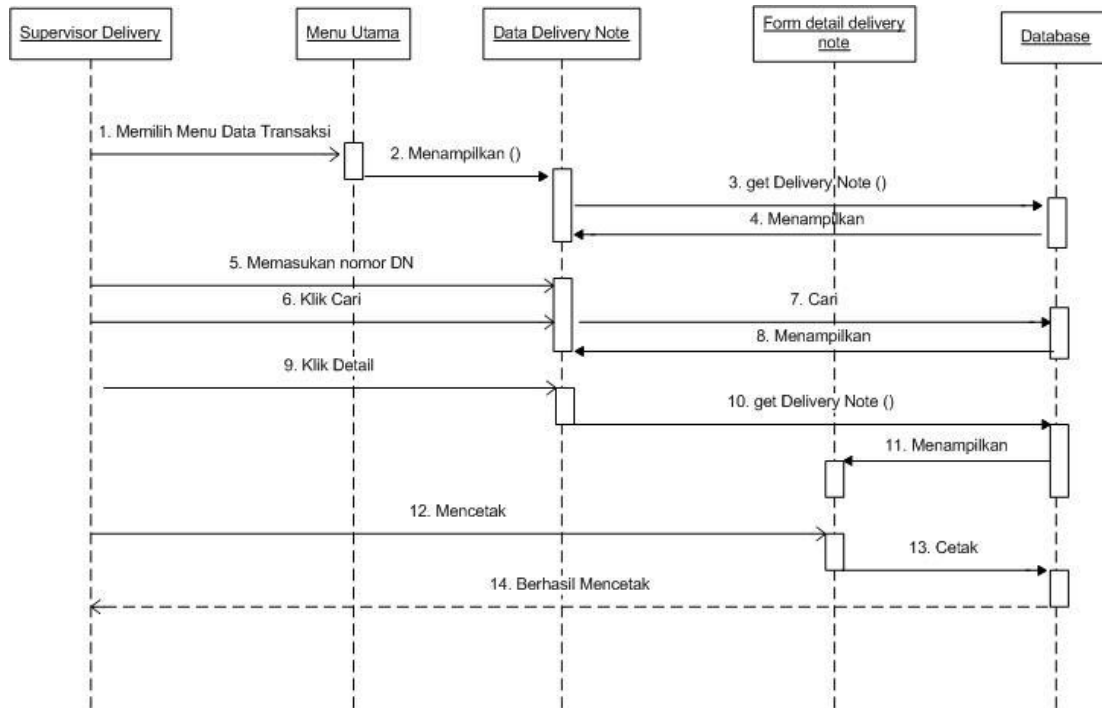 Supervisor Delivery
Menu Utama
Data Delivery Note
Form detail delivery
note
Database
1. Memilih Menu Data Transaksi
2. Menampilkan ()
3. get Delivery Note ()
4. Menampilkan
5. Memasukan nomor DN
6. Klik Cari
7. Cari
8. Menampilkan
9. Klik Detail
10. get Delivery Note ()
11. Menampilkan
12. Mencetak
13. Cetak
14. Berhasil Mencetak